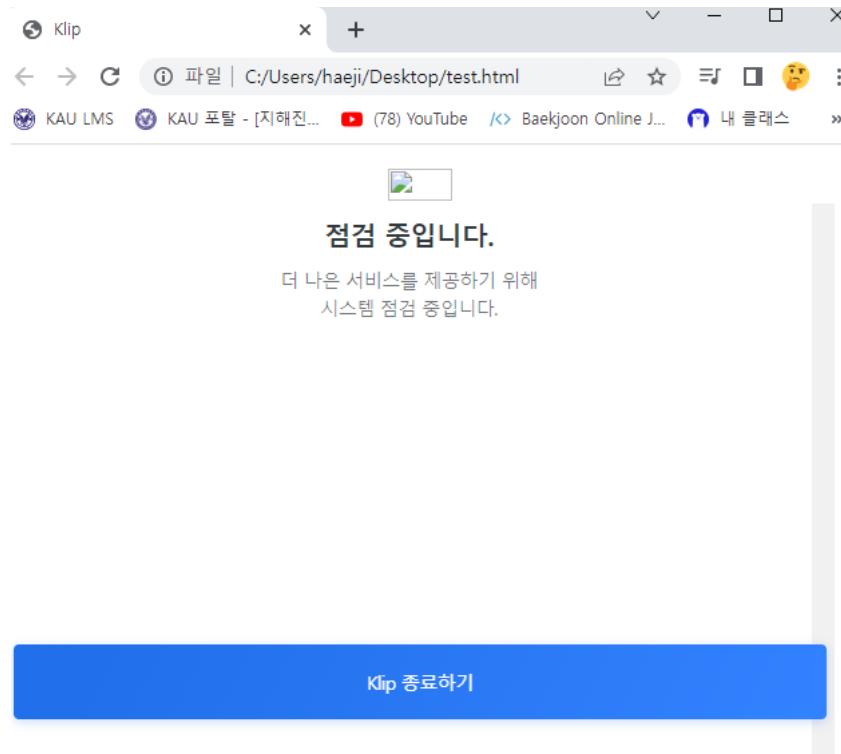 Klip
파일 | C:/Users/haeji/Desktop/test.html
KAU LMS KAU 포탈 - [지해진... (78) YouTube </> Baekjoon Online J... 내 클래스 »
점검 중입니다.
더 나은 서비스를 제공하기 위해
시스템 점검 중입니다.
Klip 종료하기